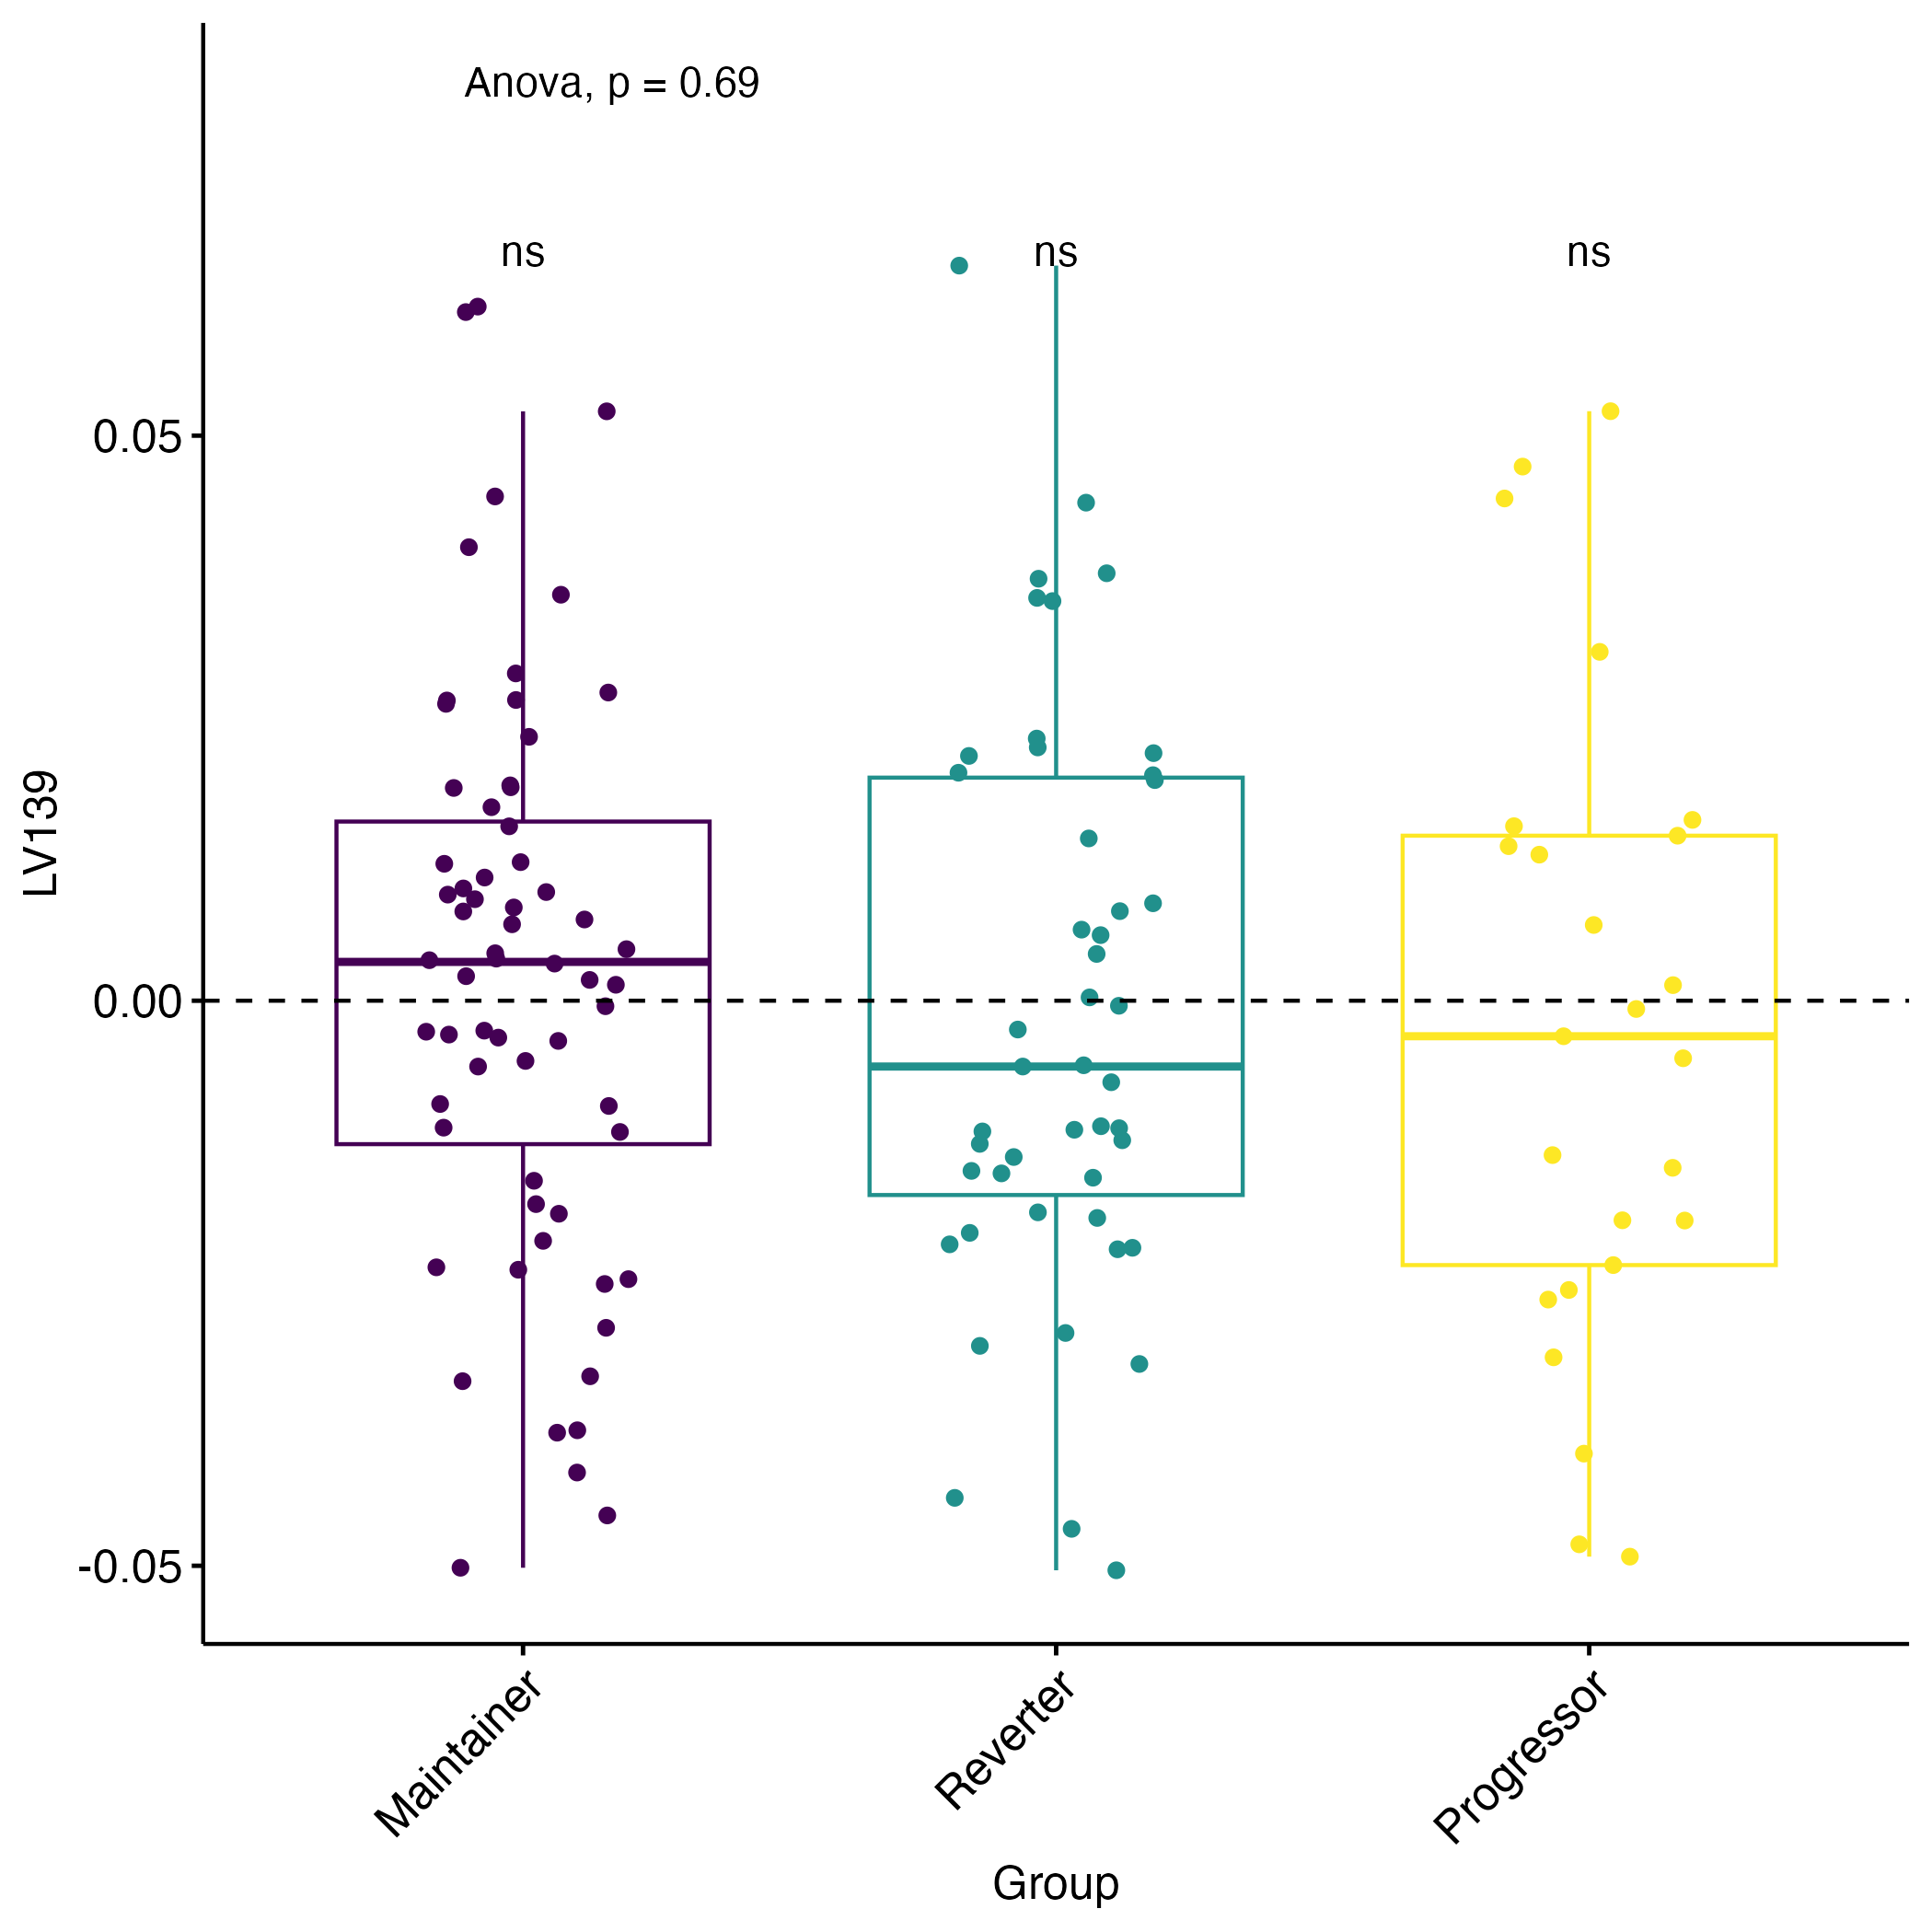 Anova, p = 0.69
ns ns ns
0.05
0.00
-0.05
LV139
Maintainer Reverter Progressor
Group